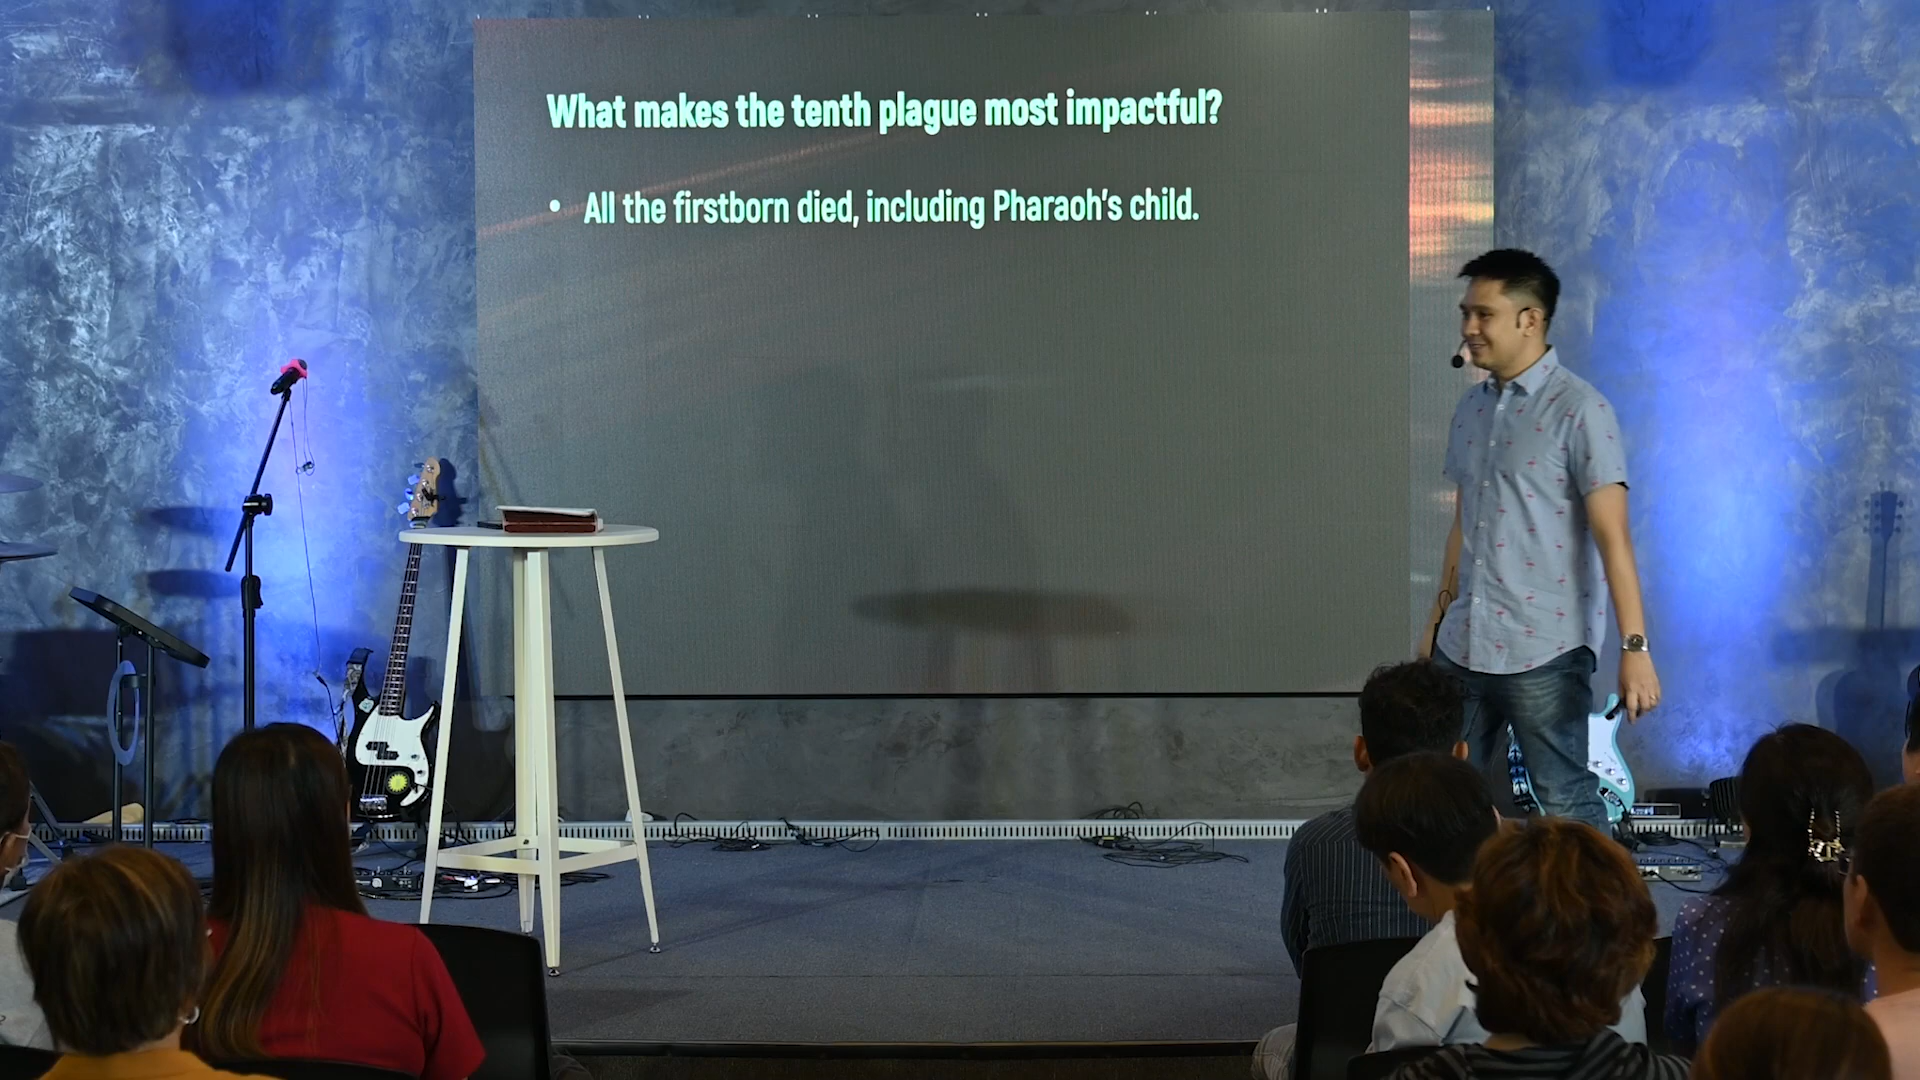 What makes the tenth plague most impactful?
• All the firstborn died, including Pharaoh's child.